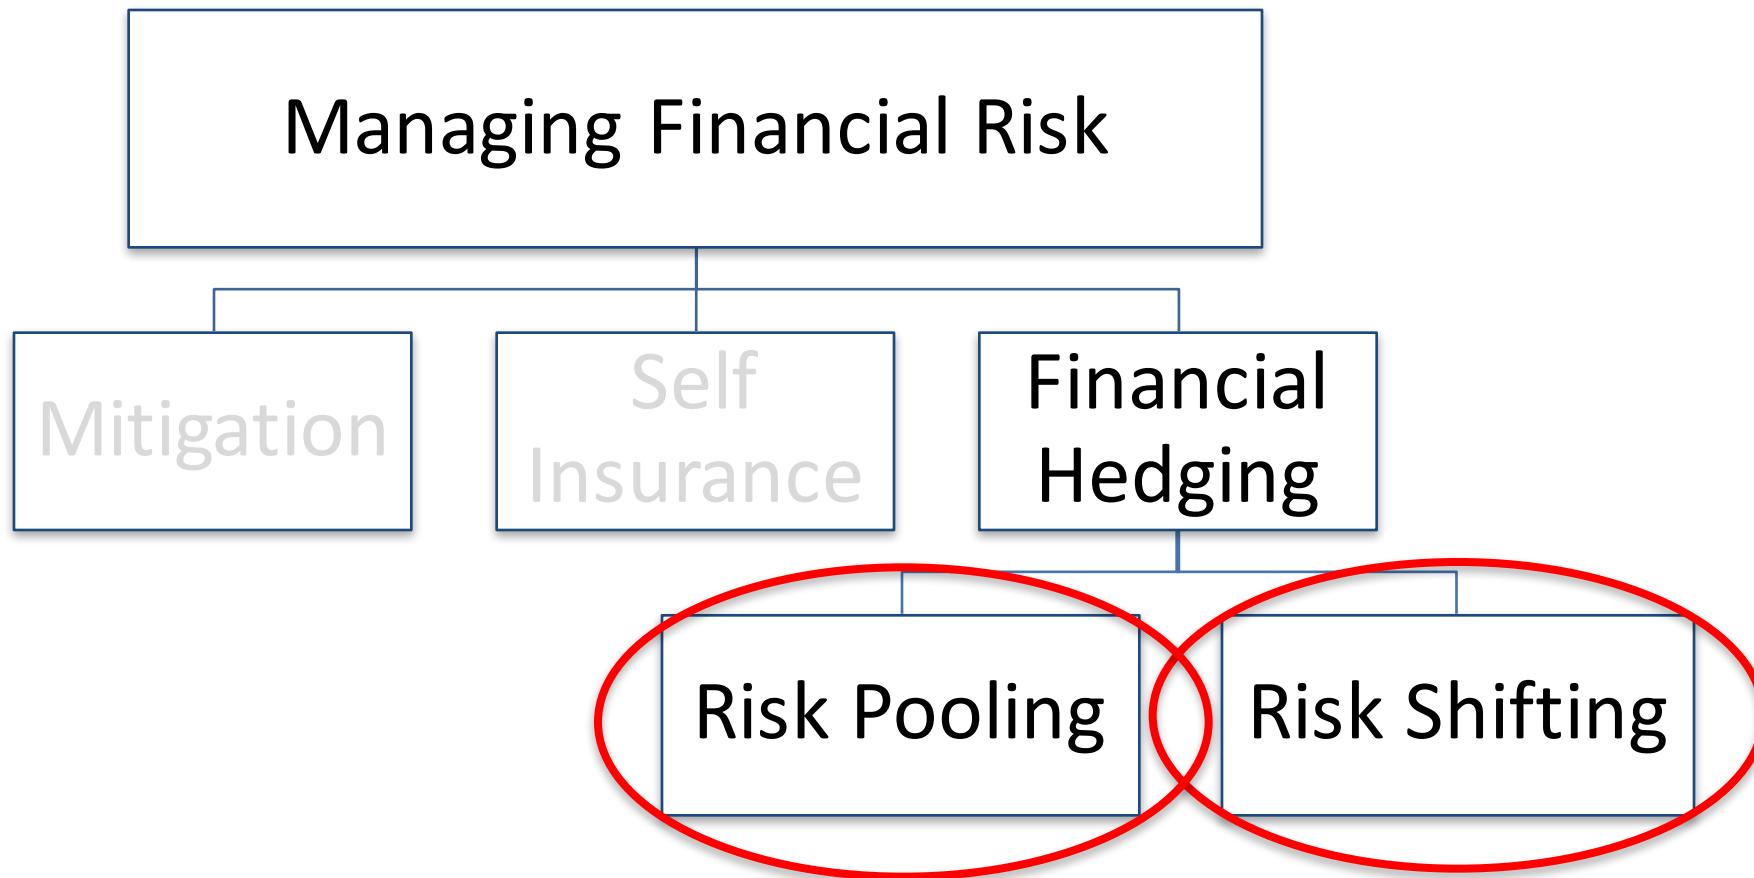 Managing Financial Risk
Mitigation
Self
Insurance
Financial
Hedging
Risk Pooling
Risk Shifting